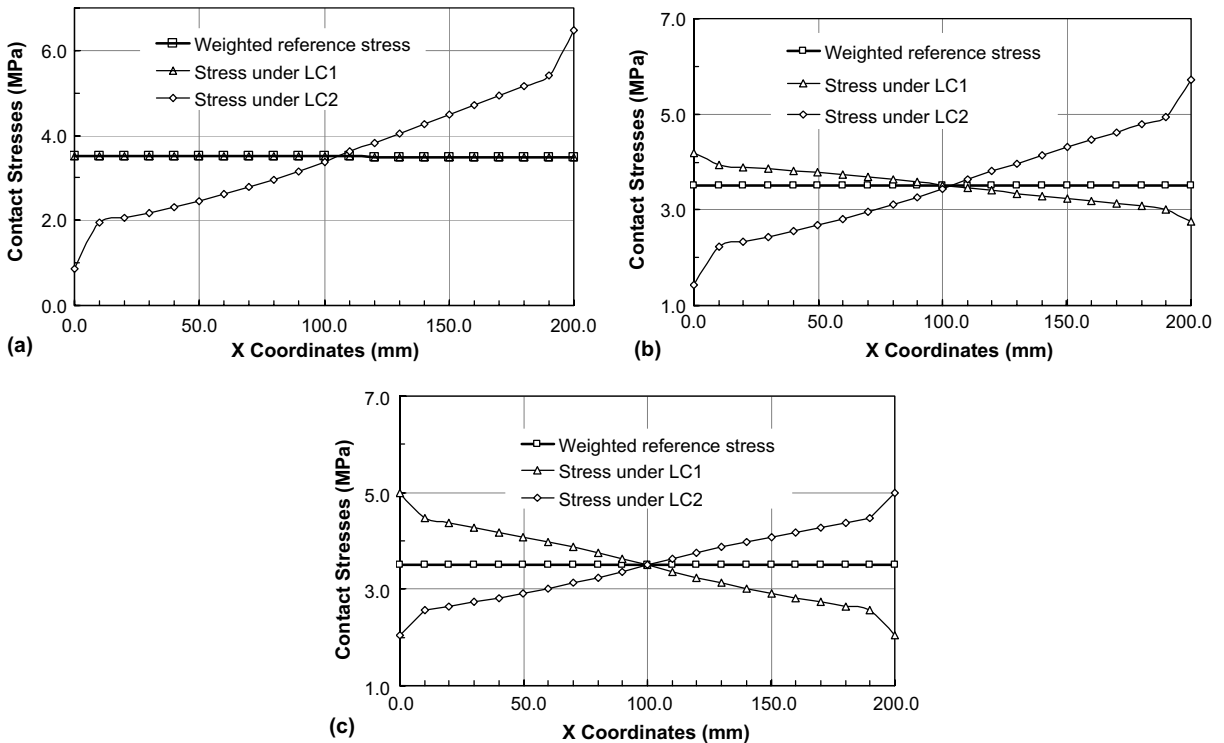 Contact Stresses (MPa)
6.0
4.0
2.0
0.0
Weighted reference stress
Stress under LC1
Stress under LC2
0.0 50.0 100.0 150.0 200.0
X Coordinates (mm)
(a)
Contact Stresses (MPa)
7.0
5.0
3.0
1.0
Weighted reference stress
Stress under LC1
Stress under LC2
0.0 50.0 100.0 150.0 200.0
X Coordinates (mm)
(b)
Contact Stresses (MPa)
7.0
5.0
3.0
1.0
Weighted reference stress
Stress under LC1
Stress under LC2
0.0 50.0 100.0 150.0 200.0
X Coordinates (mm)
(c)